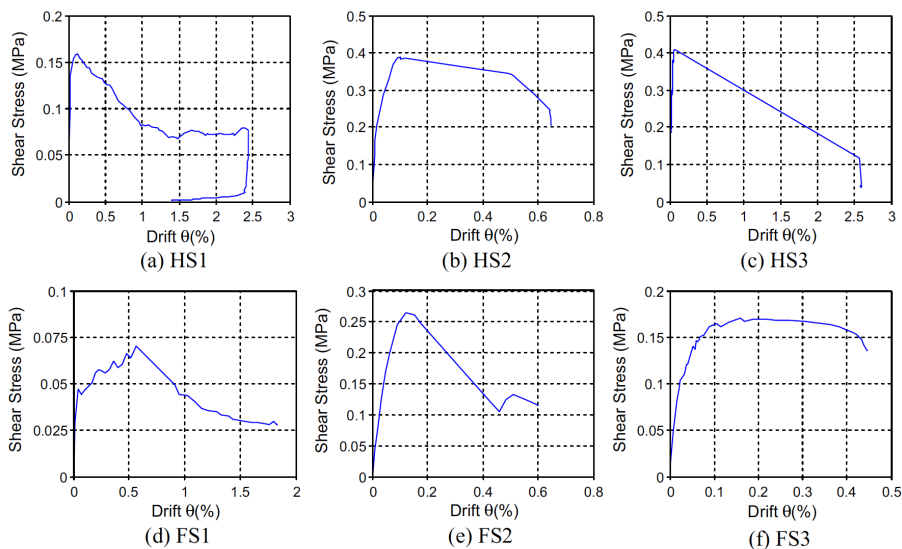 Shear Stress (MPa)
0.2
0.15
0.1
0.05
0
0 0.5 1 1.5 2 2.5 3
Drift θ(%)
(a) HS1
Shear Stress (MPa)
0.5
0.4
0.3
0.2
0.1
0
0 0.2 0.4 0.6 0.8
Drift θ(%)
(b) HS2
Shear Stress (MPa)
0.5
0.4
0.3
0.2
0.1
0
0 0.5 1 1.5 2 2.5 3
Drift θ(%)
(c) HS3
Shear Stress (MPa)
0.1
0.075
0.05
0.025
0
0 0.5 1 1.5 2
Drift θ(%)
(d) FS1
Shear Stress (MPa)
0.3
0.25
0.2
0.15
0.1
0.05
0
0 0.2 0.4 0.6 0.8
Drift θ(%)
(e) FS2
Shear Stress (MPa)
0.2
0.15
0.1
0.05
0
0 0.1 0.2 0.3 0.4 0.5
Drift θ(%)
(f) FS3